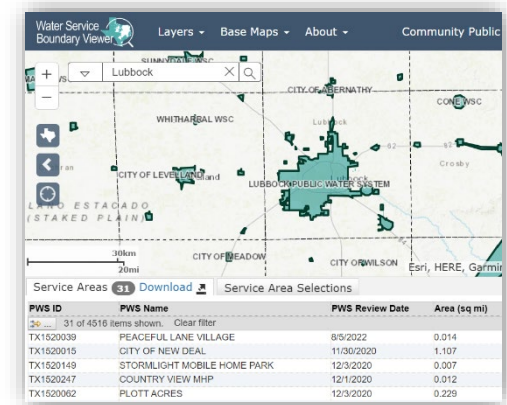 Water Service
Boundary Viewer
Layers
Base Maps
About
Community Public
SUNNYDALE WSC
Lubbock
CITY OF ABERNATHY
CONE WSC
WHITHARRAL WSC
Lubbock
82
Crosby
CITY OF LEVELLAND
LUBBOCK PUBLIC WATER SYSTEM
LLANO ESTACADO
(STAKED PLAIN)
30km
20mi
CITY OF MEADOW
CITY OF WILSON
Esri, HERE, Garmin
Service Areas 31 Download
Service Area Selections
PWS ID PWS Name PWS Review Date Area (sq mi)
... 31 of 4516 items shown. Clear filter
TX1520039 PEACEFUL LANE VILLAGE 8/5/2022 0.014
TX1520015 CITY OF NEW DEAL 11/30/2020 1.107
TX1520149 STORMLIGHT MOBILE HOME PARK 12/3/2020 0.007
TX1520247 COUNTRY VIEW MHP 12/1/2020 0.012
TX1520062 PLOTT ACRES 12/3/2020 0.229